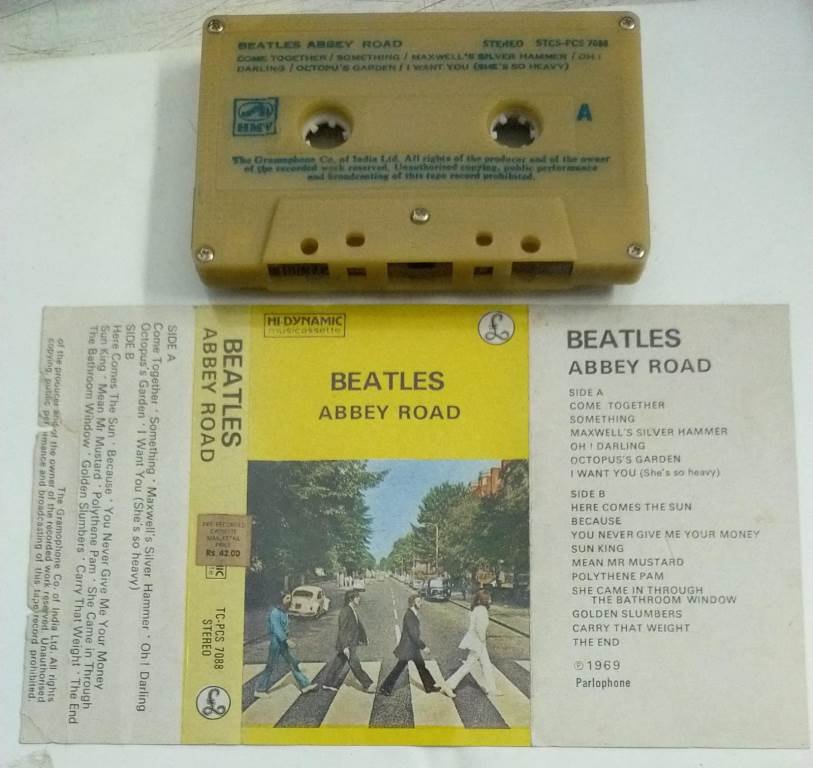 BEATLES ABBEY ROAD STEREO STCS-PCS 7088
COME TOGETHER / SOMETHING / MAXWELL'S SILVER HAMMER / OH !
DARLING / OCTOPU'S GARDEN / I WANT YOU (SHE'S SO HEAVY)
HMV
A
The Gramophone Co. of India Ltd. All rights of the producer and of the owner
of the recorded work reserved. Unauthorised copying, public performance
and broadcasting of this tape record prohibited.
SIDE A
Come Together · Something · Maxwell's Silver Hammer · Oh! Darling
Octopus's Garden · I Want You (She's so heavy)
SIDE B
Here Comes The Sun · Because · You Never Give Me Your Money
Sun King · Mean Mr Mustard · Polythene Pam · She Came in Through
The Bathroom Window · Golden Slumbers · Carry That Weight · The End
The Gramophone Co. of India Ltd. All rights
of the producer and of the owner of the recorded work reserved. Unauthorised
copying, public performance and broadcasting of this tape record prohibited.
BEATLES
ABBEY ROAD
PRE-RECORDED
CASSETTE
MAX. RETAIL
PRICE
Rs 42.00
TC-PCS 7088
STEREO
HI-DYNAMIC
musicassette
BEATLES
ABBEY ROAD
BEATLES
ABBEY ROAD
SIDE A
COME TOGETHER
SOMETHING
MAXWELL'S SILVER HAMMER
OH ! DARLING
OCTOPUS'S GARDEN
I WANT YOU (She's so heavy)
SIDE B
HERE COMES THE SUN
BECAUSE
YOU NEVER GIVE ME YOUR MONEY
SUN KING
MEAN MR MUSTARD
POLYTHENE PAM
SHE CAME IN THROUGH
THE BATHROOM WINDOW
GOLDEN SLUMBERS
CARRY THAT WEIGHT
THE END
℗ 1969
Parlophone